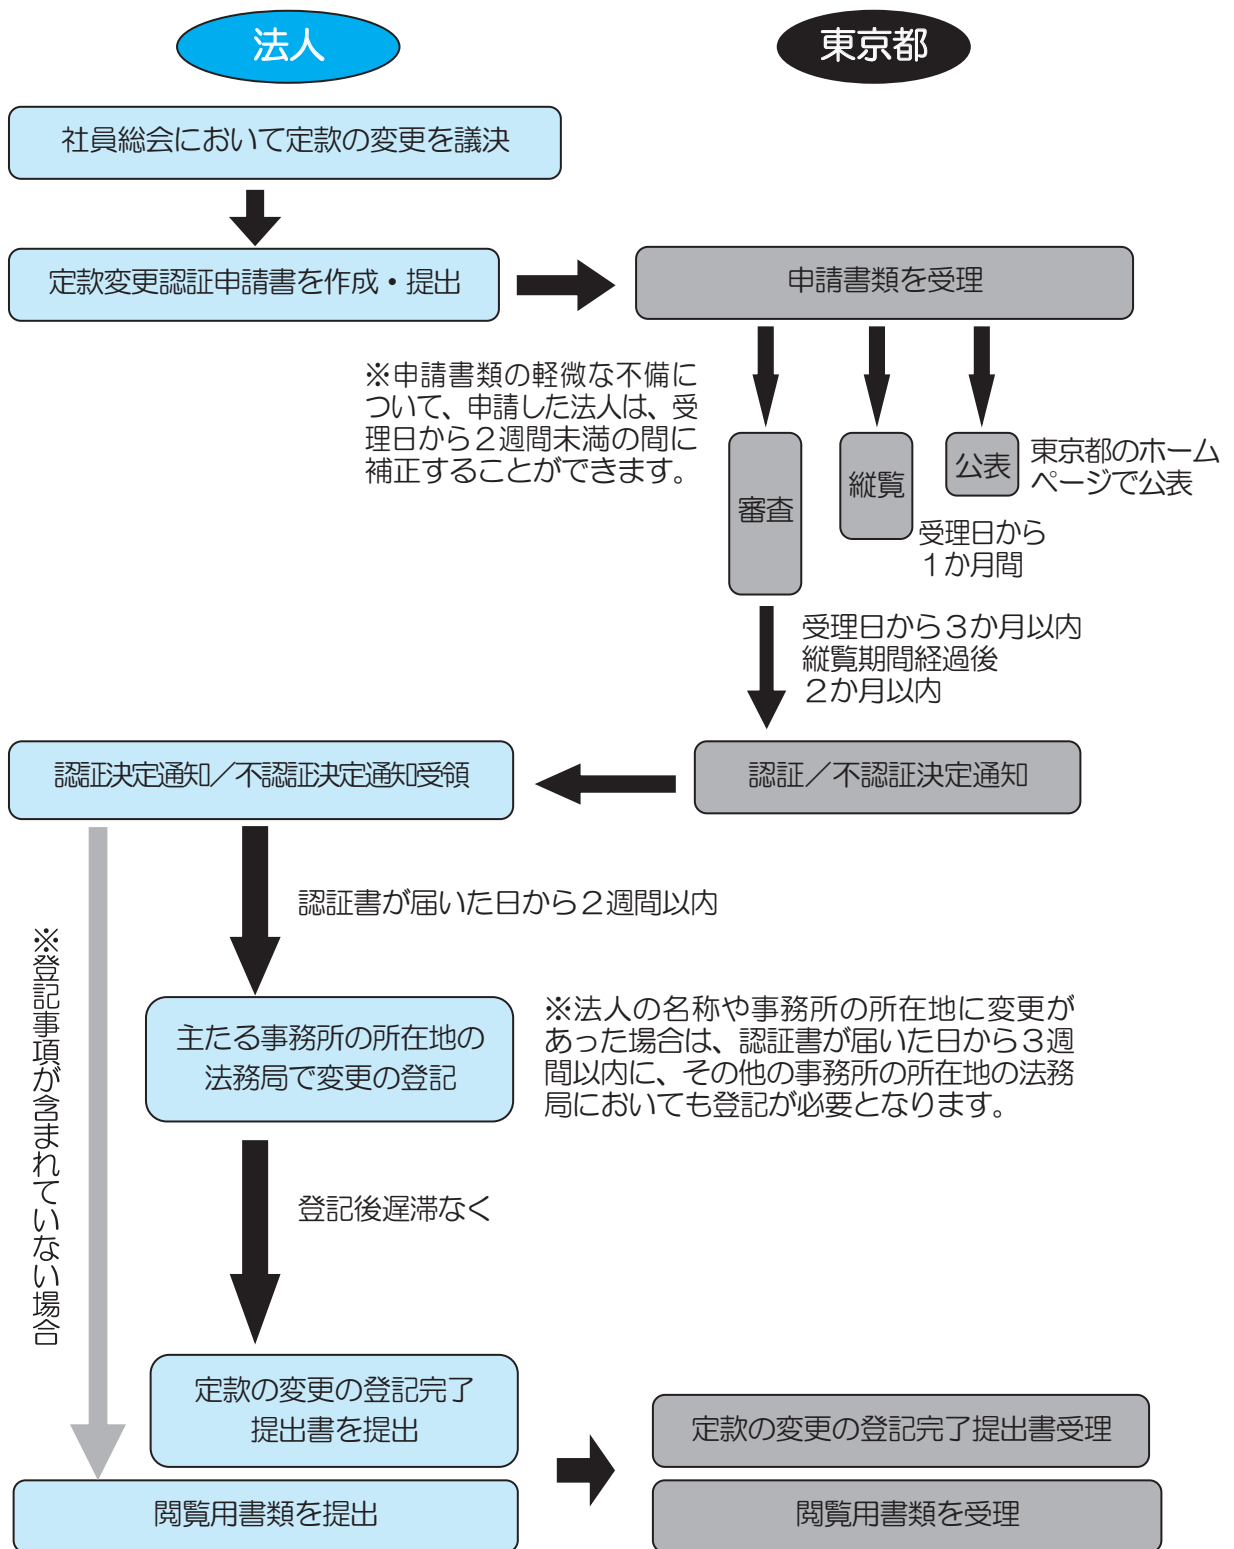 法人
東京都
社員総会において定款の変更を議決
定款変更認証申請書を作成・提出
申請書類を受理
※申請書類の軽微な不備に
ついて、申請した法人は、受
理日から２週間未満の間に
補正することができます。
審査
縦覧
公表
東京都のホーム
ページで公表
受理日から
１か月間
受理日から３か月以内
縦覧期間経過後
２か月以内
認証決定通知／不認証決定通知受領
認証／不認証決定通知
認証書が届いた日から２週間以内
※登記事項が含まれていない場合
主たる事務所の所在地の
法務局で変更の登記
※法人の名称や事務所の所在地に変更が
あった場合は、認証書が届いた日から３週
間以内に、その他の事務所の所在地の法務
局においても登記が必要となります。
登記後遅滞なく
定款の変更の登記完了
提出書を提出
定款の変更の登記完了提出書受理
閲覧用書類を提出
閲覧用書類を受理